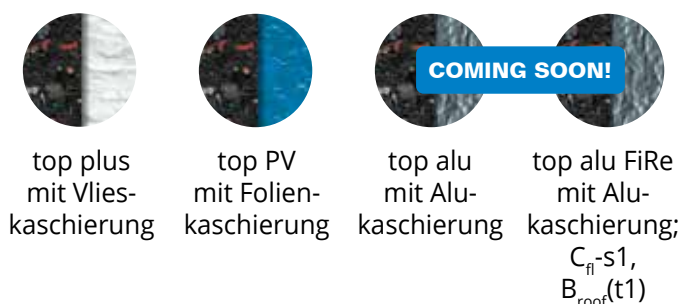 COMING SOON!
top plus
mit Vlies-
kaschierung
top PV
mit Folien-
kaschierung
top alu
mit Alu-
kaschierung
top alu FiRe
mit Alu-
kaschierung;
Cfl-s1,
Broof(t1)